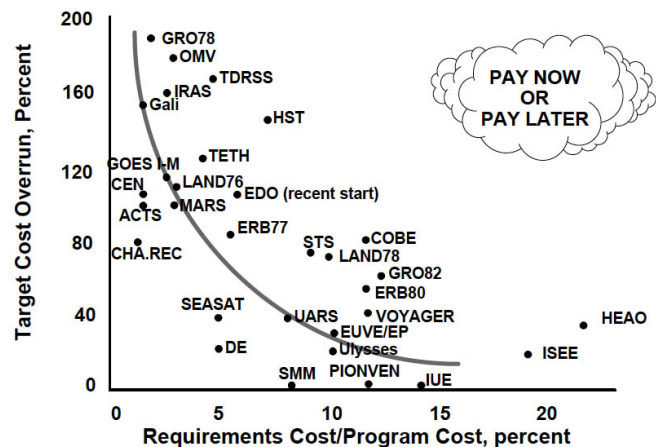 Target Cost Overrun, Percent
200
160
120
80
40
0
GRO78
OMV
TDRSS
IRAS
Gali
HST
TETH
GOES I-M
LAND76
CEN
EDO (recent start)
ACTS
MARS
CHA.REC
ERB77
STS
COBE
LAND78
GRO82
ERB80
SEASAT
UARS
VOYAGER
HEAO
EUVE/EP
DE
Ulysses
ISEE
SMM
PIONVEN
IUE
PAY NOW
OR
PAY LATER
0 5 10 15 20
Requirements Cost/Program Cost, percent